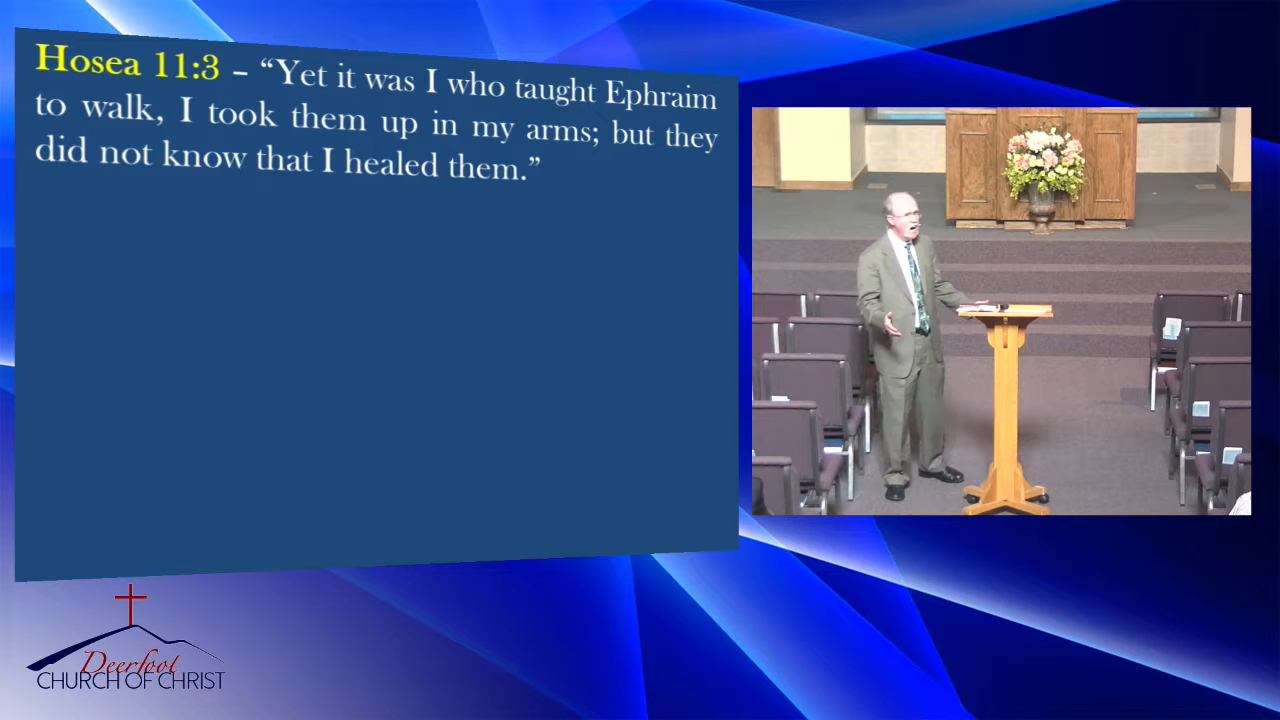 Hosea 11:3 – “Yet it was I who taught Ephraim
to walk, I took them up in my arms; but they
did not know that I healed them.”
Deerfoot
CHURCH OF CHRIST